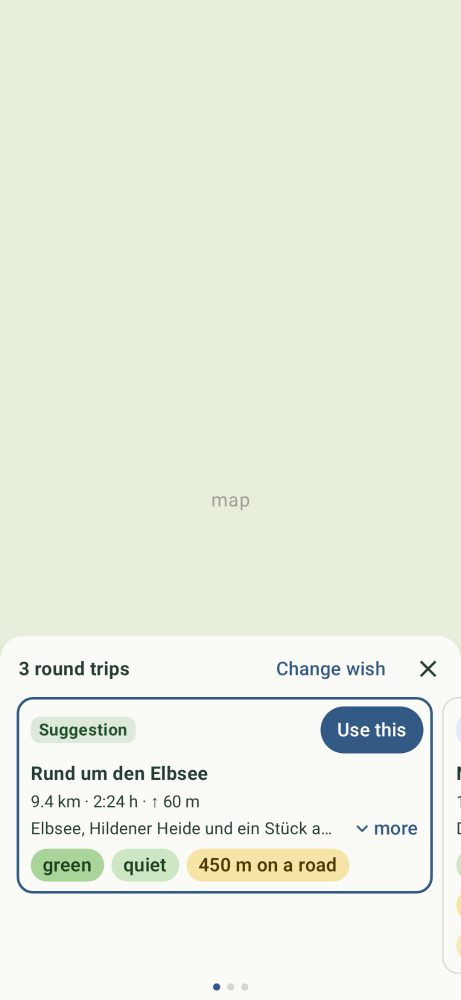 map
3 round trips
Change wish
Suggestion
Use this
Rund um den Elbsee
9.4 km · 2:24 h · ↑ 60 m
Elbsee, Hildener Heide und ein Stück a...
more
green
quiet
450 m on a road